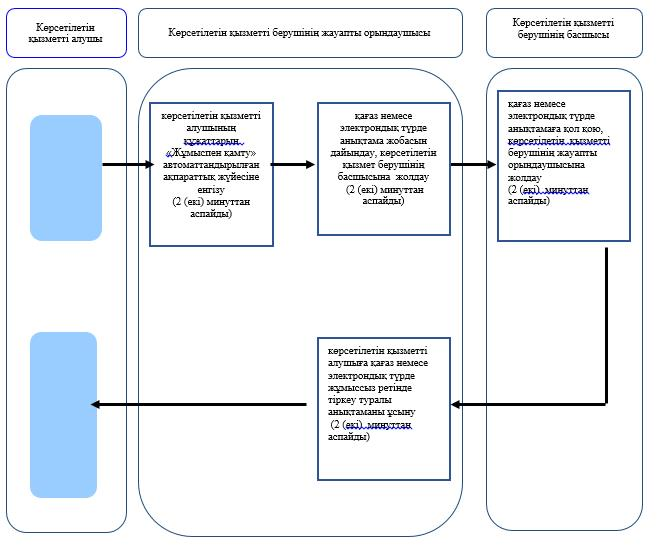 Көрсетілетін
қызметті алушы
Көрсетілетін қызметті берушінің жауапты орындаушысы
Көрсетілетін қызметті
берушінің басшысы
көрсетілетін қызметті
алушының
құжаттарын
«Жұмыспен қамту»
автоматтандырылған
ақпараттық жүйесіне
енгізу
(2 (екі) минуттан
аспайды)
қағаз немесе
электрондық түрде
анықтама жобасын
дайындау, көрсетілетін
қызмет берушінің
басшысына жолдау
(2 (екі) минуттан
аспайды)
қағаз немесе
электрондық түрде
анықтамаға қол қою,
көрсетілетін қызметті
берушінің жауапты
орындаушысына
жолдау
(2 (екі) минуттан
аспайды)
көрсетілетін қызметті
алушыға қағаз немесе
электрондық түрде
жұмыссыз ретінде
тіркеу туралы
анықтаманы ұсыну
(2 (екі) минуттан
аспайды)